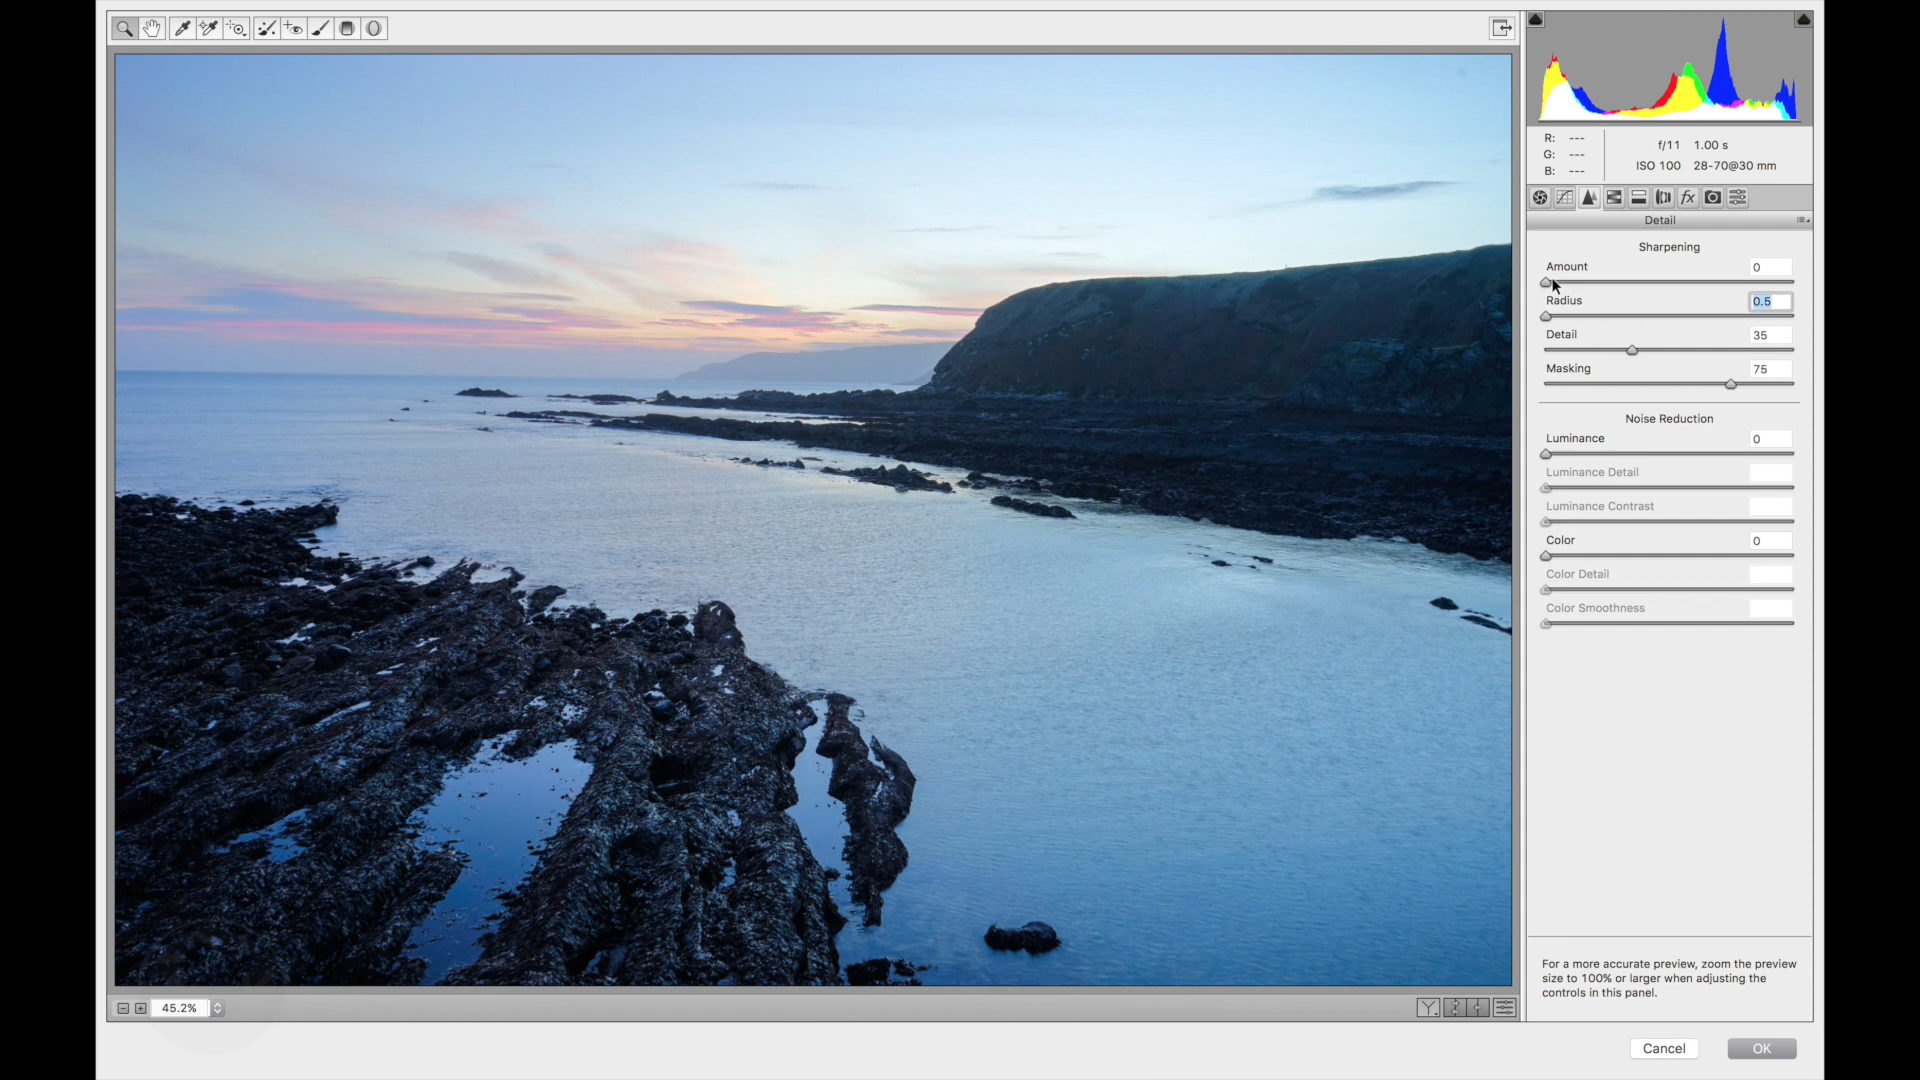 R: ---
G: ---
B: ---
f/11 1.00 s
ISO 100 28-70@30 mm
fx
Detail
Sharpening
Amount 0
Radius 0.5
Detail 35
Masking 75
Noise Reduction
Luminance 0
Luminance Detail
Luminance Contrast
Color 0
Color Detail
Color Smoothness
For a more accurate preview, zoom the preview
size to 100% or larger when adjusting the
controls in this panel.
45.2%
Y
Cancel OK